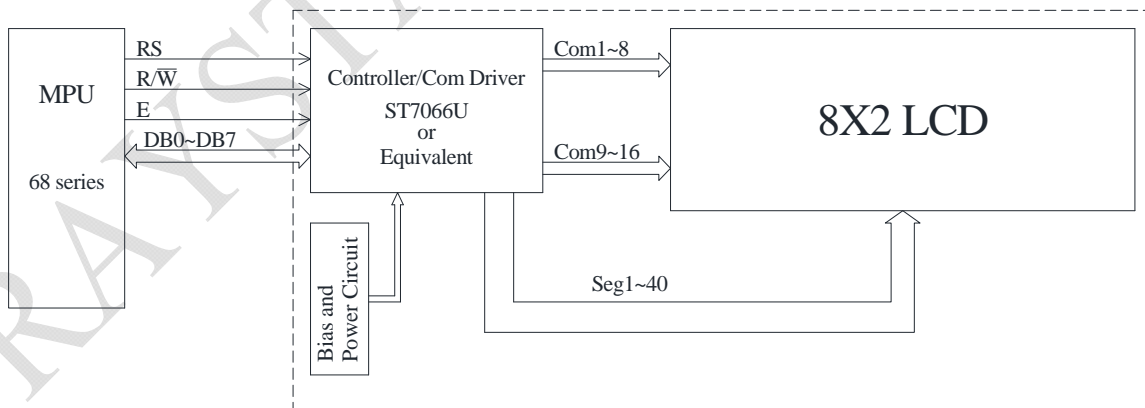 MPU
68 series
RS
R/W̅
E
DB0~DB7
Controller/Com Driver
ST7066U
or
Equivalent
Bias and
Power Circuit
Com1~8
Com9~16
Seg1~40
8X2 LCD
RAYSTA